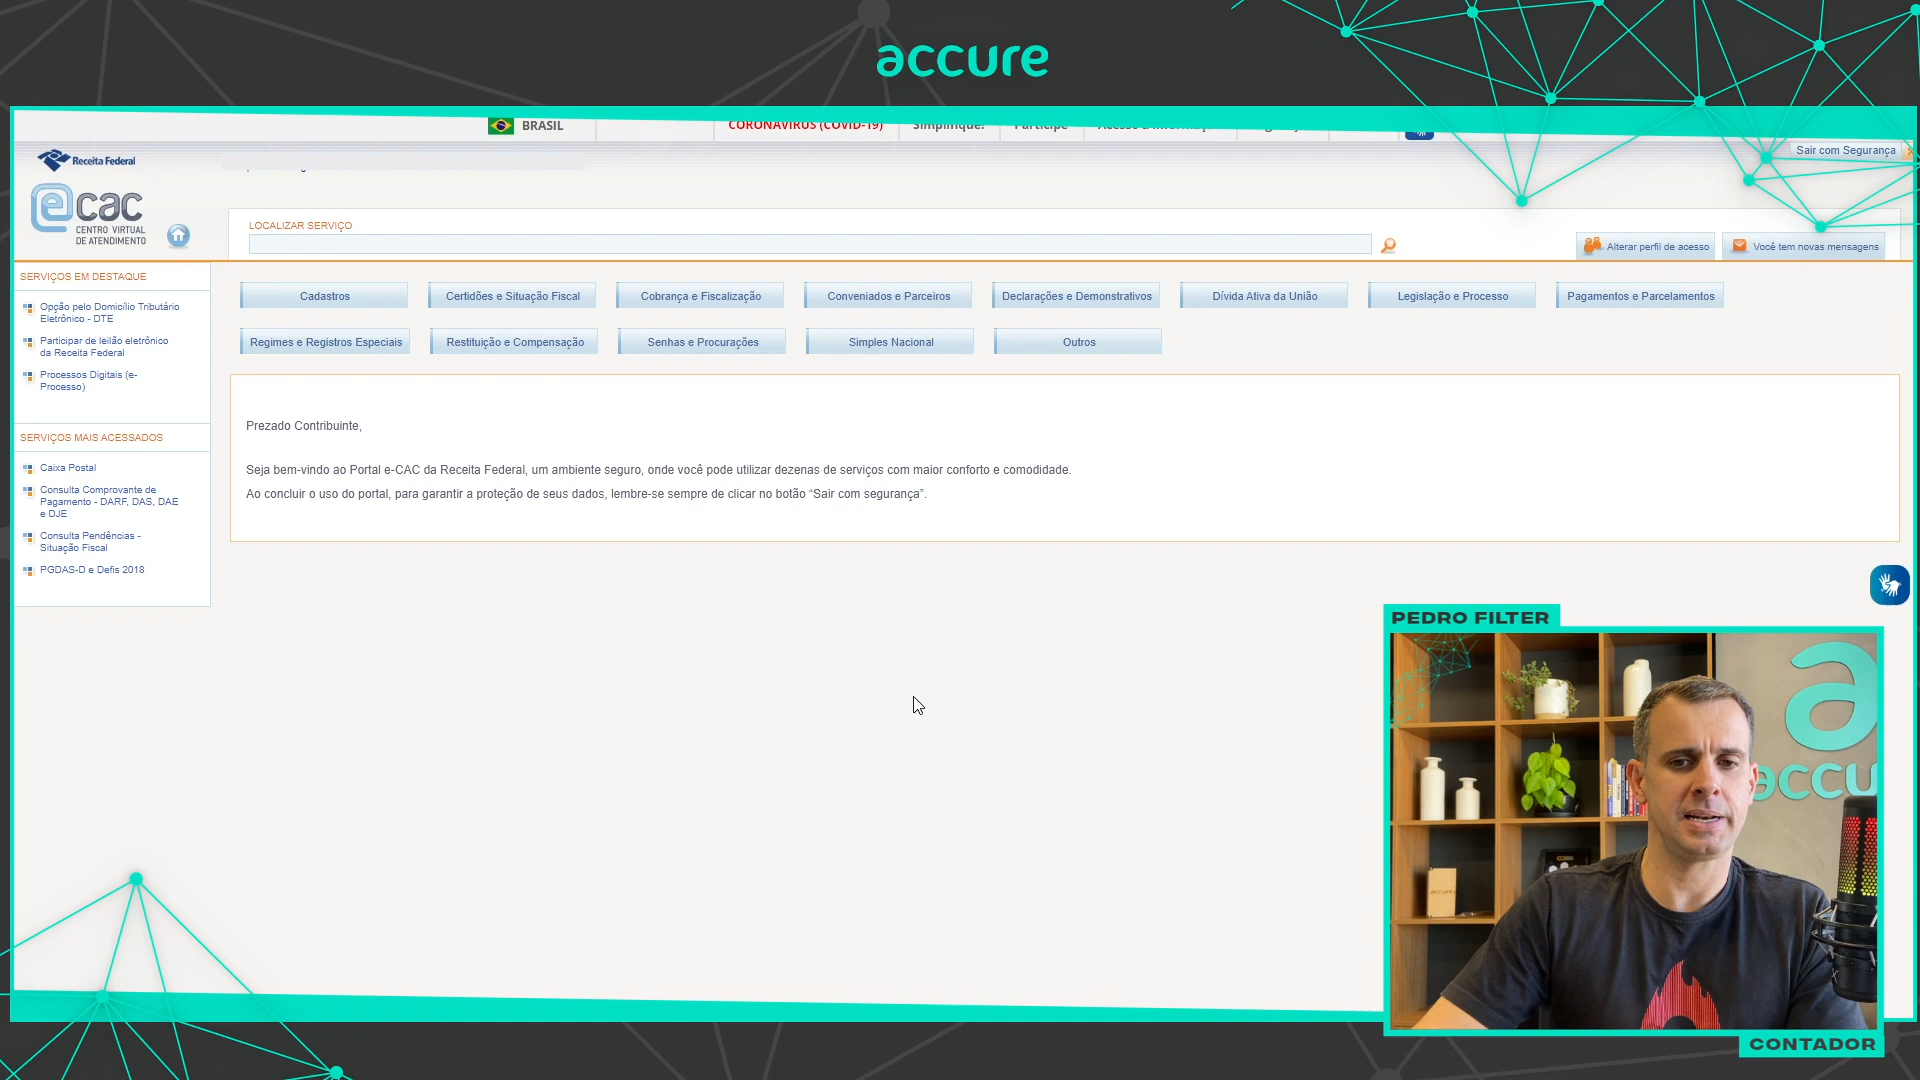 accure
BRASIL
CORONAVÍRUS (COVID-19)
Simplifique!
Participe
Receita Federal
Sair com Segurança
ecac
CENTRO VIRTUAL
DE ATENDIMENTO
LOCALIZAR SERVIÇO
Alterar perfil de acesso
Você tem novas mensagens
SERVIÇOS EM DESTAQUE
Opção pelo Domicílio Tributário
Eletrônico - DTE
Participar de leilão eletrônico
da Receita Federal
Processos Digitais (e-
Processo)
SERVIÇOS MAIS ACESSADOS
Caixa Postal
Consulta Comprovante de
Pagamento - DARF, DAS, DAE
e DJE
Consulta Pendências -
Situação Fiscal
PGDAS-D e Defis 2018
Cadastros
Certidões e Situação Fiscal
Cobrança e Fiscalização
Conveniados e Parceiros
Declarações e Demonstrativos
Dívida Ativa da União
Legislação e Processo
Pagamentos e Parcelamentos
Regimes e Registros Especiais
Restituição e Compensação
Senhas e Procurações
Simples Nacional
Outros
Prezado Contribuinte,
Seja bem-vindo ao Portal e-CAC da Receita Federal, um ambiente seguro, onde você pode utilizar dezenas de serviços com maior conforto e comodidade.
Ao concluir o uso do portal, para garantir a proteção de seus dados, lembre-se sempre de clicar no botão “Sair com segurança”.
PEDRO FILTER
a
accu
accure
CONTADOR